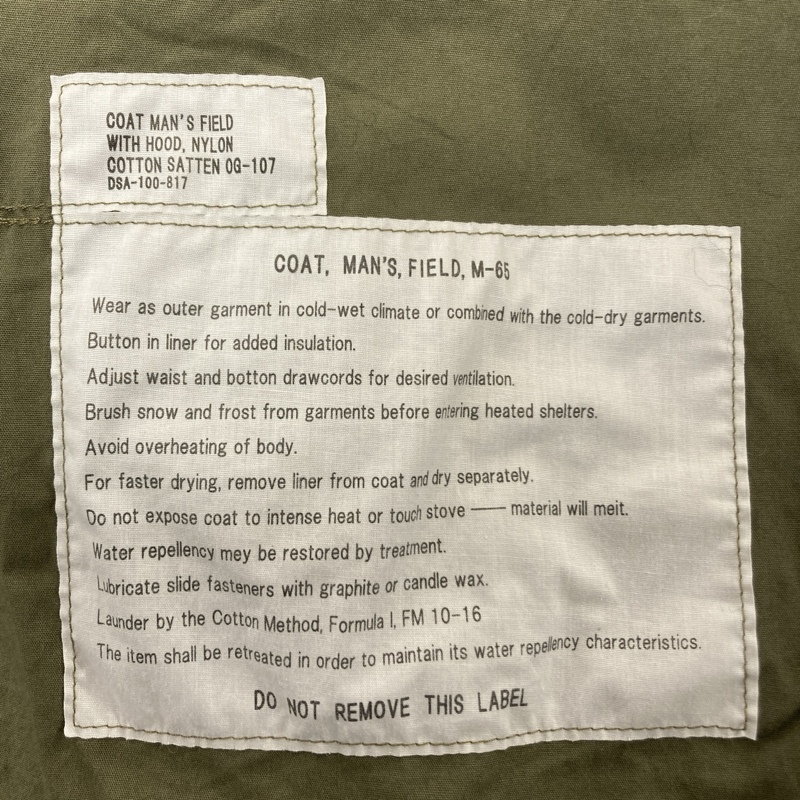 COAT MAN'S FIELD
WITH HOOD, NYLON
COTTON SATTEN OG-107
DSA-100-817
COAT, MAN'S, FIELD, M-65
Wear as outer garment in cold-wet climate or combined with the cold-dry garments.
Button in liner for added insulation.
Adjust waist and botton drawcords for desired ventilation.
Brush snow and frost from garments before entering heated shelters.
Avoid overheating of body.
For faster drying, remove liner from coat and dry separately.
Do not expose coat to intense heat or touch stove — material will meit.
Water repellency mey be restored by treatment.
Lubricate slide fasteners with graphite or candle wax.
Launder by the Cotton Method, Formula I, FM 10-16
The item shall be retreated in order to maintain its water repellency characteristics.
DO NOT REMOVE THIS LABEL